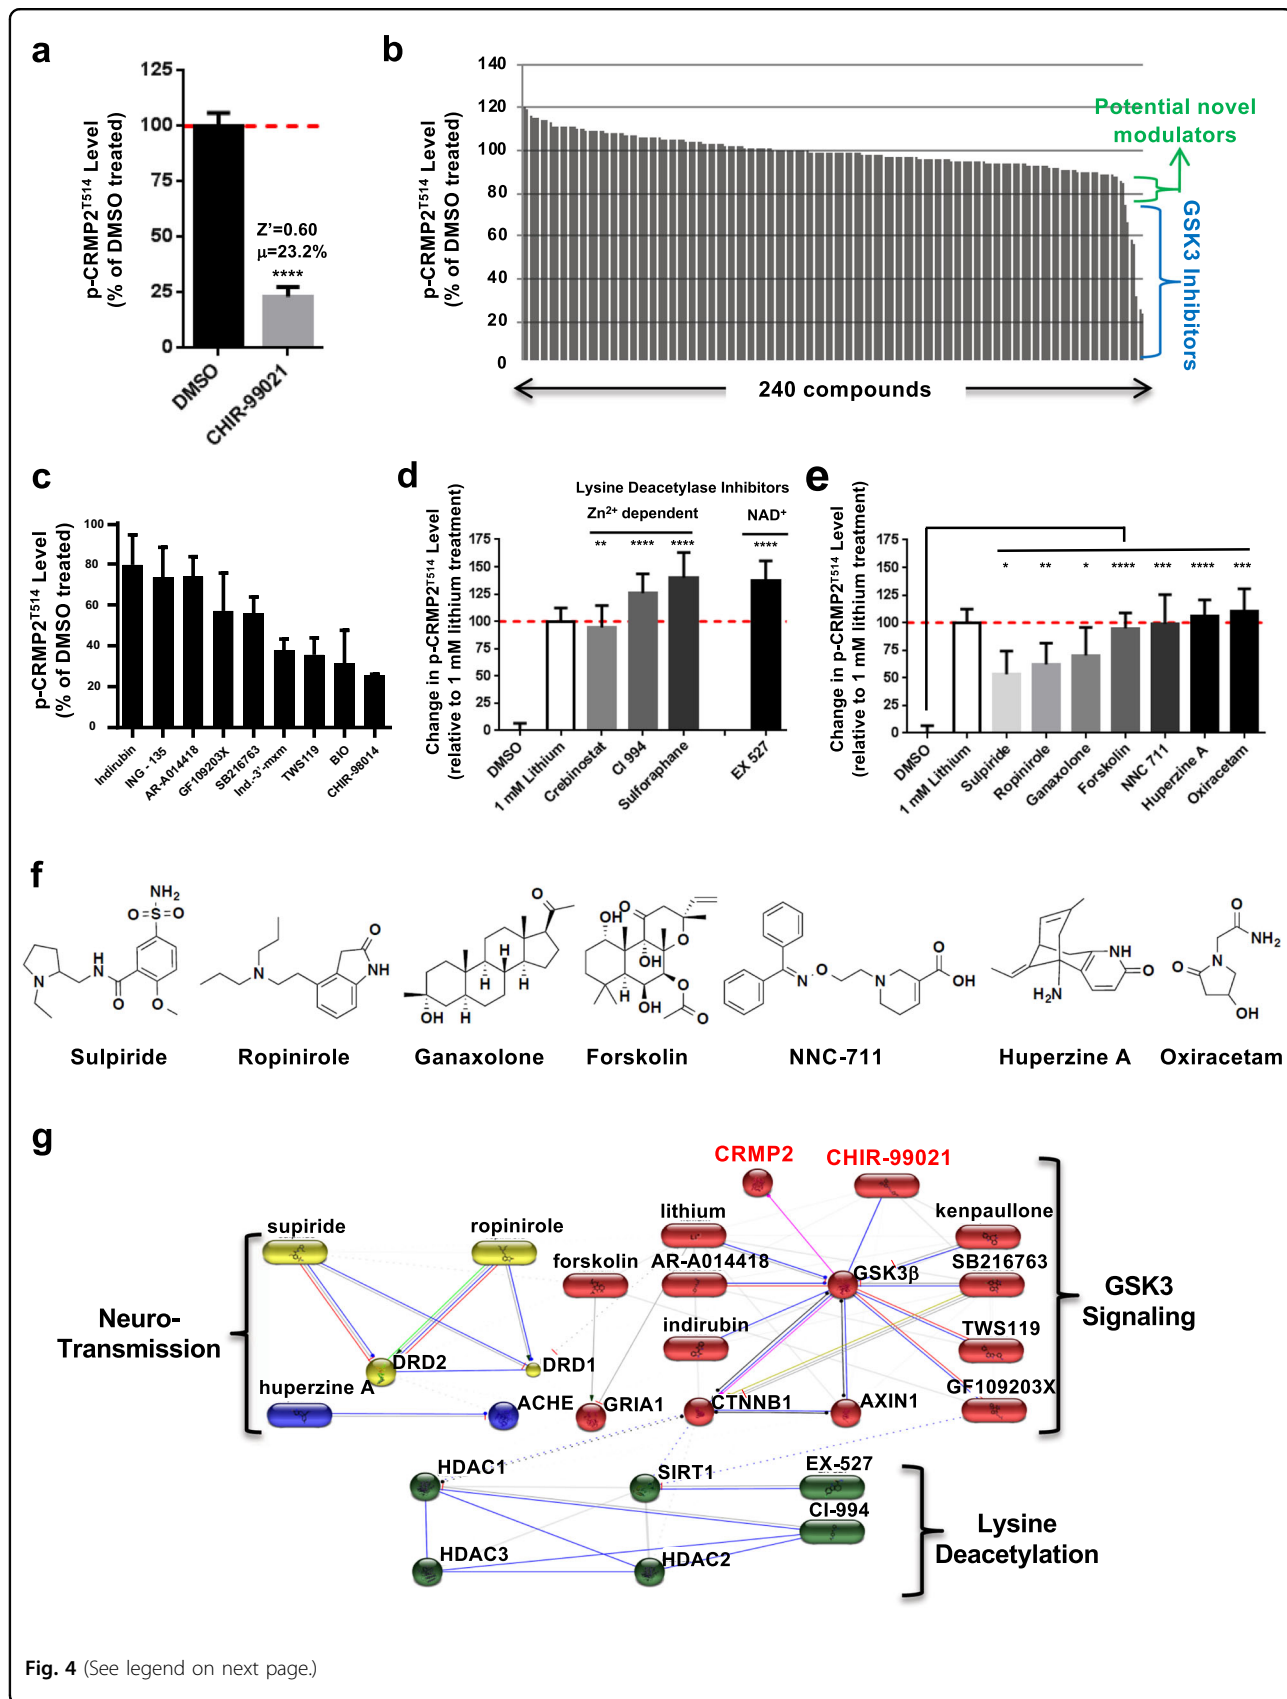 a
p-CRMP2T514 Level
(% of DMSO treated)
125
100
75
50
25
0
Z'=0.60
μ=23.2%
****
DMSO
CHIR-99021
b
p-CRMP2T514 Level
(% of DMSO treated)
140
120
100
80
60
40
20
0
Potential novel
modulators
GSK3 Inhibitors
240 compounds
c
p-CRMP2T514 Level
(% of DMSO treated)
100
80
60
40
20
0
Indirubin
ING - 135
AR-A014418
GF109203X
SB216763
Ind.-3'-mxm
TWS119
BIO
CHIR-98014
d
Change in p-CRMP2T514 Level
(relative to 1 mM lithium treatment)
Lysine Deacetylase Inhibitors
Zn2+ dependent
NAD+
** **** **** ****
175
150
125
100
75
50
25
0
DMSO
1 mM Lithium
Crebinostat
CI 994
Sulforaphane
EX 527
e
Change in p-CRMP2T514 Level
(relative to 1 mM lithium treatment)
* ** * **** *** **** ***
175
150
125
100
75
50
25
0
DMSO
1 mM Lithium
Sulpiride
Ropinirole
Ganaxolone
Forskolin
NNC 711
Huperzine A
Oxiracetam
f
Sulpiride
Ropinirole
Ganaxolone
Forskolin
NNC-711
Huperzine A
Oxiracetam
g
CRMP2
CHIR-99021
supiride
ropinirole
lithium
kenpaullone
forskolin
AR-A014418
GSK3β
SB216763
GSK3
Signaling
Neuro-
Transmission
indirubin
TWS119
DRD2
DRD1
huperzine A
ACHE
GRIA1
CTNNB1
AXIN1
GF109203X
HDAC1
SIRT1
EX-527
CI-994
HDAC3
HDAC2
Lysine
Deacetylation
Fig. 4 (See legend on next page.)